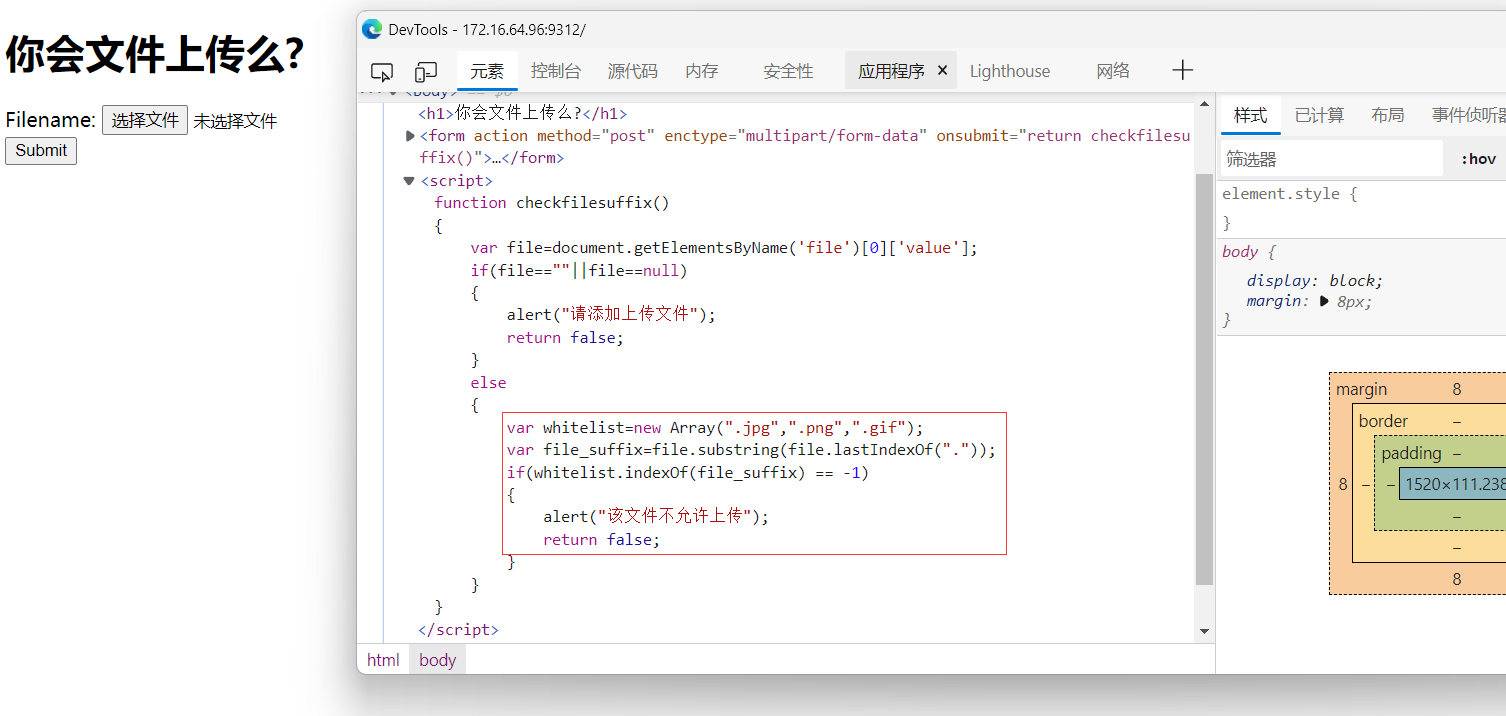 你会文件上传么?
Filename: 选择文件 未选择文件
Submit
DevTools - 172.16.64.96:9312/
元素 控制台 源代码 内存 安全性 应用程序 × Lighthouse 网络 +
<body> == $0
<h1>你会文件上传么?</h1>
<form action method="post" enctype="multipart/form-data" onsubmit="return checkfilesu
ffix()">…</form>
<script>
function checkfilesuffix()
{
var file=document.getElementsByName('file')[0]['value'];
if(file==""||file==null)
{
alert("请添加上传文件");
return false;
}
else
{
var whitelist=new Array(".jpg",".png",".gif");
var file_suffix=file.substring(file.lastIndexOf("."));
if(whitelist.indexOf(file_suffix) == -1)
{
alert("该文件不允许上传");
return false;
}
}
}
</script>
html body
样式 已计算 布局 事件侦听器
筛选器 :hov
element.style {
}
body {
display: block;
margin: 8px;
}
margin 8
border –
padding –
8 – – 1520×111.238
–
–
8